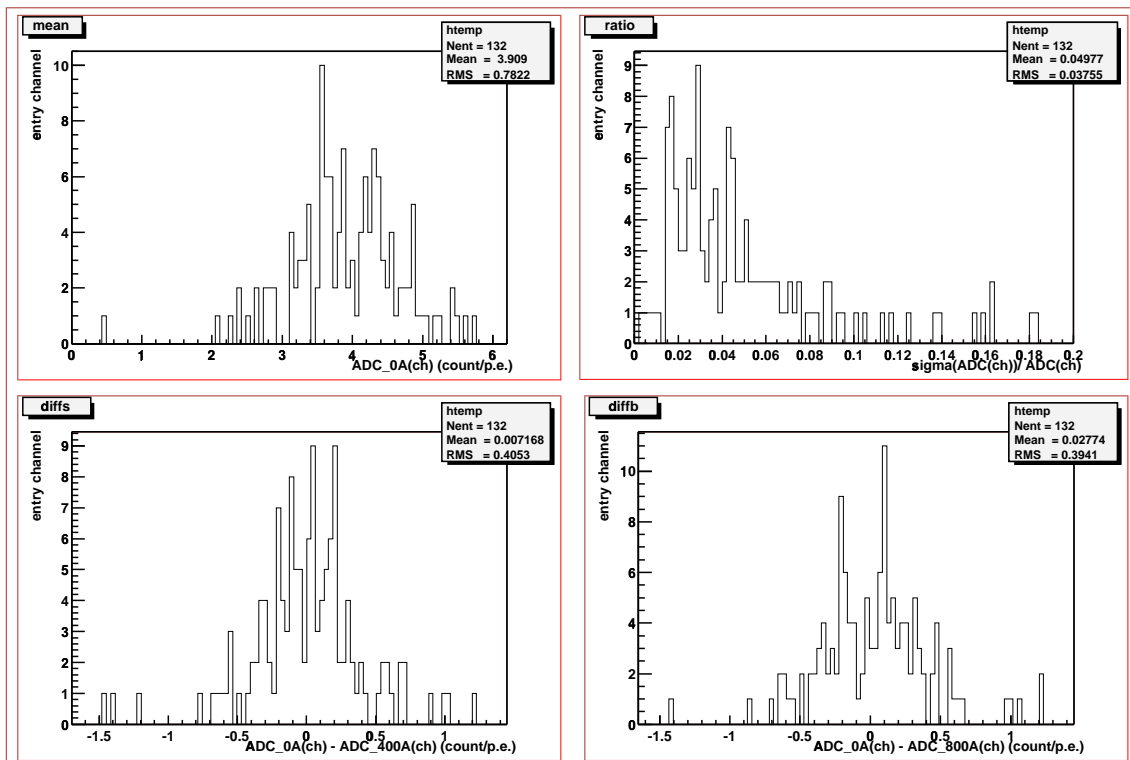 mean
htemp
Nent = 132
Mean = 3.909
RMS = 0.7822
entry channel
10
8
6
4
2
0
0 1 2 3 4 5 6
ADC_0A(ch) (count/p.e.)
ratio
htemp
Nent = 132
Mean = 0.04977
RMS = 0.03755
entry channel
9
8
7
6
5
4
3
2
1
0
0 0.02 0.04 0.06 0.08 0.1 0.12 0.14 0.16 0.18 0.2
sigma(ADC(ch))/ ADC(ch)
diffs
htemp
Nent = 132
Mean = 0.007168
RMS = 0.4053
entry channel
9
8
7
6
5
4
3
2
1
0
-1.5 -1 -0.5 0 0.5 1
ADC_0A(ch) - ADC_400A(ch) (count/p.e.)
diffb
htemp
Nent = 132
Mean = 0.02774
RMS = 0.3941
entry channel
10
8
6
4
2
0
-1.5 -1 -0.5 0 0.5 1
ADC_0A(ch) - ADC_800A(ch) (count/p.e.)